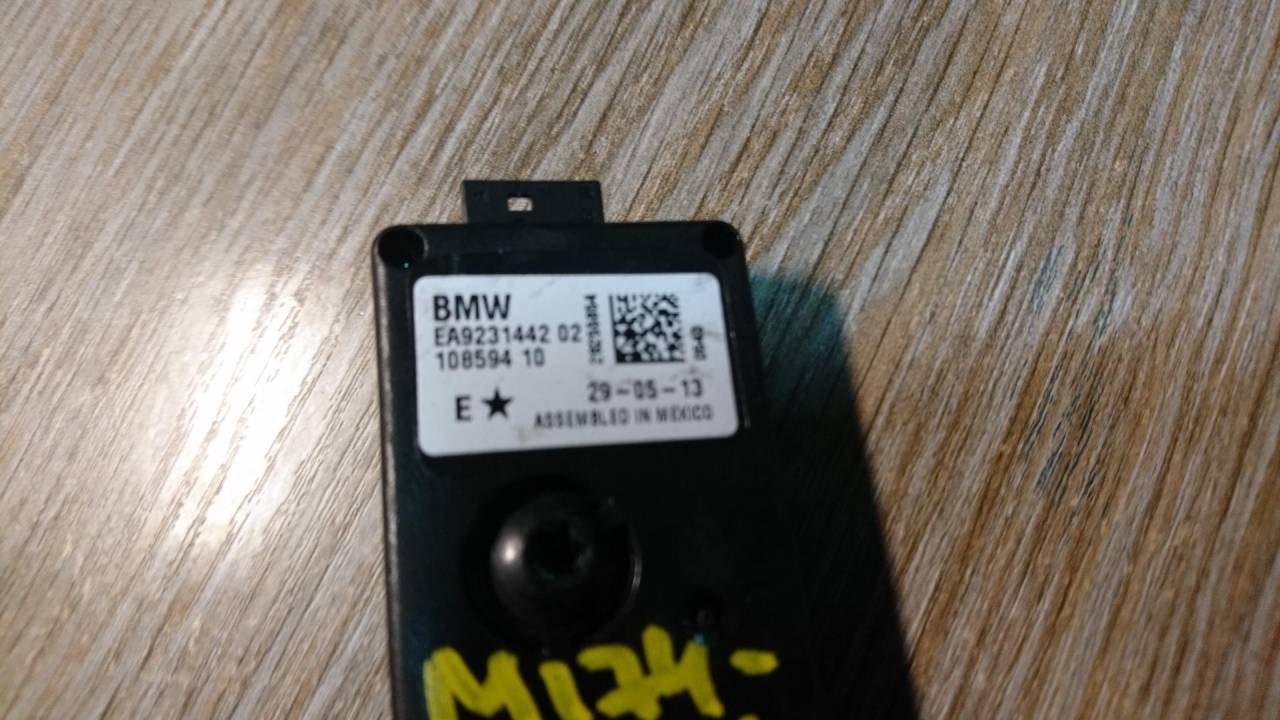 BMW
EA9231442 02
108594 10
E ★
29-05-13
ASSEMBLED IN MEXICO
M174-